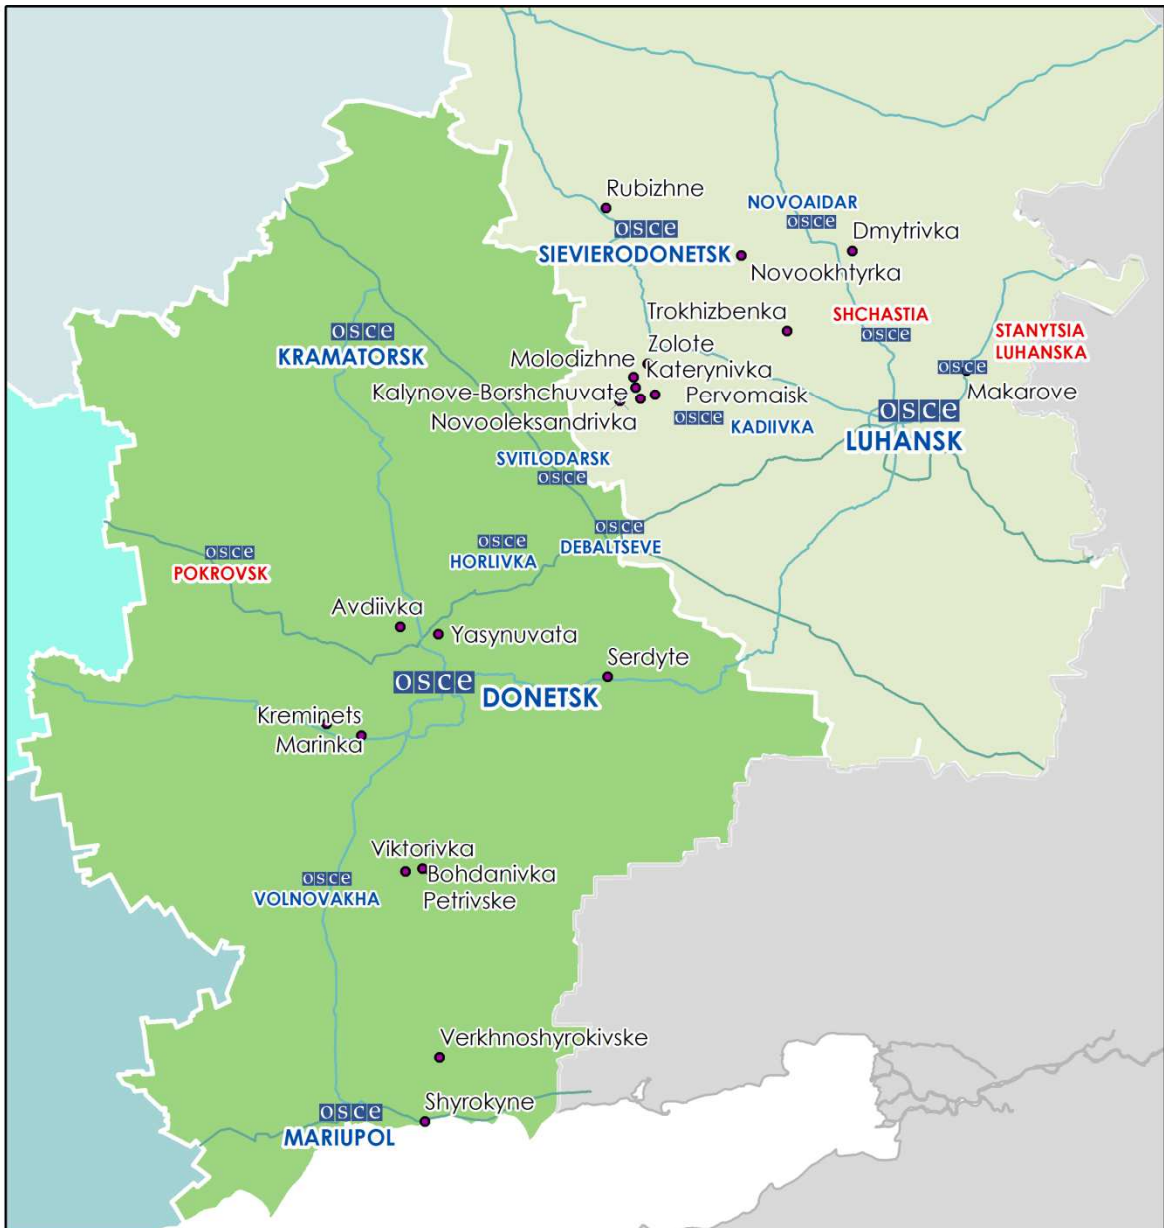 Rubizhne
osce
SIEVIERODONETSK
NOVOAIDAR
osce
Dmytrivka
Novookhtyrka
Trokhizbenka
SHCHASTIA
osce
STANYTSIA
LUHANSKA
osce
Makarove
osce
KRAMATORSK
Zolote
Molodizhne
Katerynivka
Kalynove-Borshchuvate
Pervomaisk
Novooleksandrivka
osce
KADIIVKA
osce
LUHANSK
SVITLODARSK
osce
osce
DEBALTSEVE
osce
HORLIVKA
osce
POKROVSK
Avdiivka
Yasynuvata
Serdyte
osce
DONETSK
Kreminets
Marinka
Viktorivka
Bohdanivka
Petrivske
osce
VOLNOVAKHA
Verkhnoshyrokivske
Shyrokyne
osce
MARIUPOL